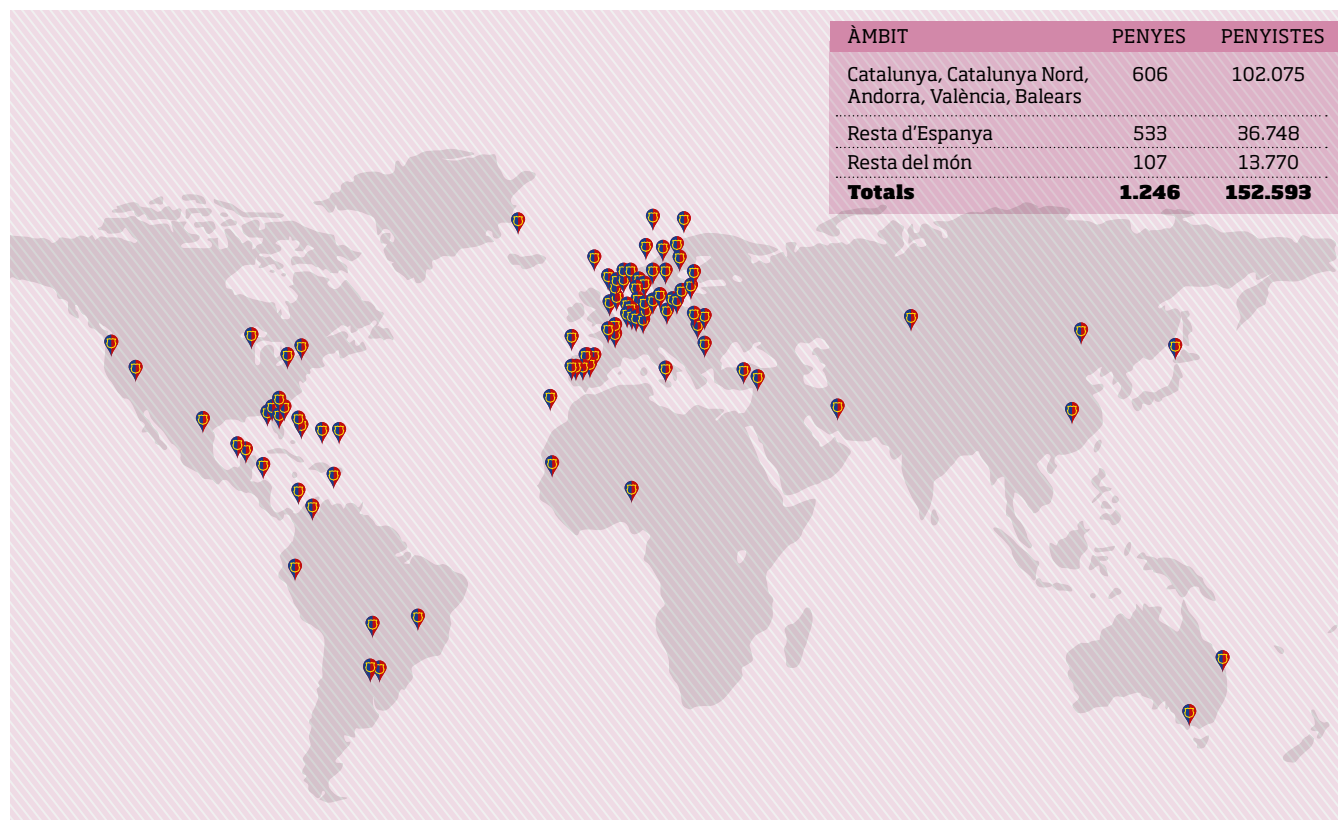 ÀMBIT PENYES PENYISTES
Catalunya, Catalunya Nord, 606 102.075
Andorra, València, Balears
Resta d'Espanya 533 36.748
Resta del món 107 13.770
Totals 1.246 152.593